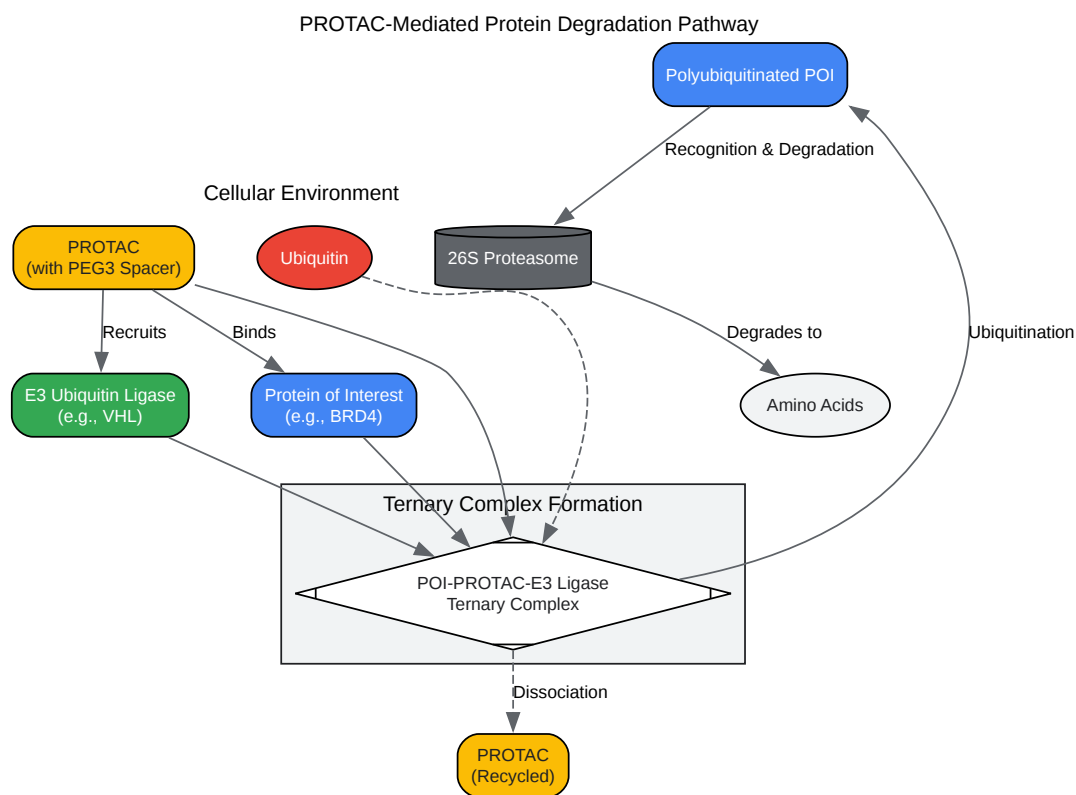 PROTAC-Mediated Protein Degradation Pathway
Polyubiquitinated POI
Recognition & Degradation
Cellular Environment
PROTAC
(with PEG3 Spacer)
Ubiquitin
26S Proteasome
Recruits
Binds
Degrades to
Ubiquitination
E3 Ubiquitin Ligase
(e.g., VHL)
Protein of Interest
(e.g., BRD4)
Amino Acids
Ternary Complex Formation
POI-PROTAC-E3 Ligase
Ternary Complex
Dissociation
PROTAC
(Recycled)